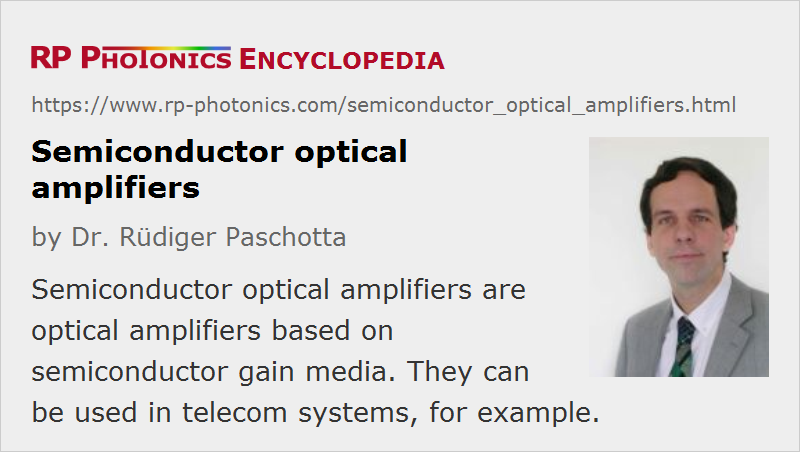 RP PHOTONICS ENCYCLOPEDIA
https://www.rp-photonics.com/semiconductor_optical_amplifiers.html
Semiconductor optical
amplifiers
by Dr. Rüdiger Paschotta
Semiconductor optical amplifiers are
optical amplifiers based on
semiconductor gain media. They can
be used in telecom systems, for example.